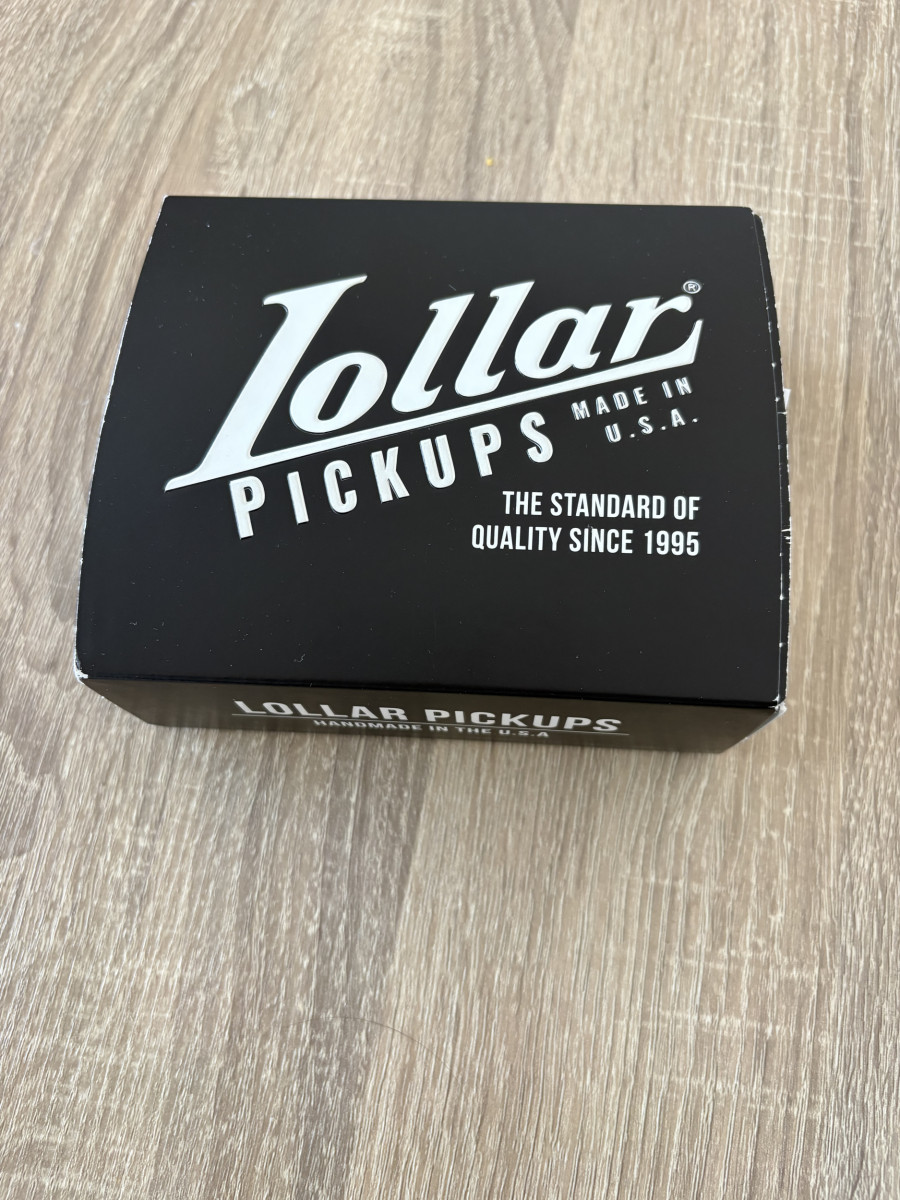 Lollar®
PICKUPS
MADE IN
U.S.A.
THE STANDARD OF
QUALITY SINCE 1995
LOLLAR PICKUPS
HANDMADE IN THE U.S.A